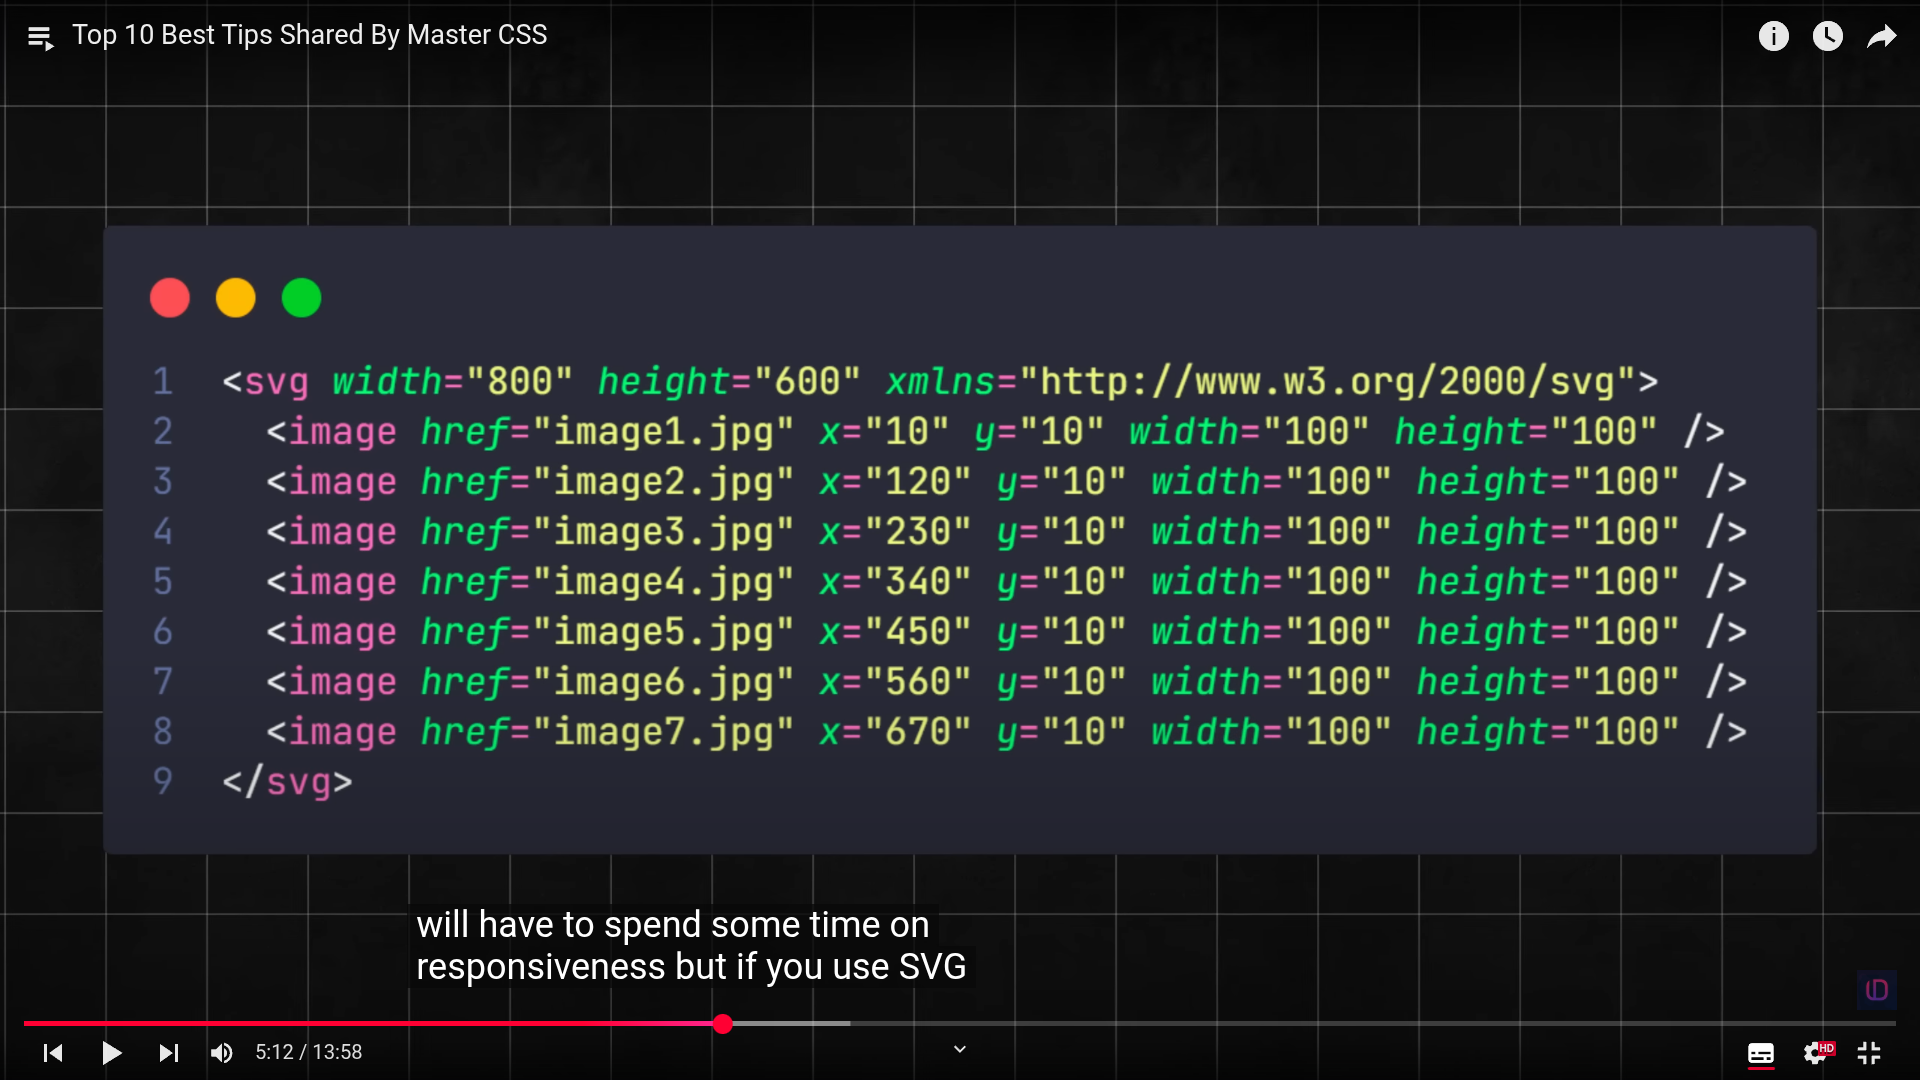 Top 10 Best Tips Shared By Master CSS
1 <svg width="800" height="600" xmlns="http://www.w3.org/2000/svg">
2 <image href="image1.jpg" x="10" y="10" width="100" height="100" />
3 <image href="image2.jpg" x="120" y="10" width="100" height="100" />
4 <image href="image3.jpg" x="230" y="10" width="100" height="100" />
5 <image href="image4.jpg" x="340" y="10" width="100" height="100" />
6 <image href="image5.jpg" x="450" y="10" width="100" height="100" />
7 <image href="image6.jpg" x="560" y="10" width="100" height="100" />
8 <image href="image7.jpg" x="670" y="10" width="100" height="100" />
9 </svg>
will have to spend some time on
responsiveness but if you use SVG
5:12 / 13:58
HD